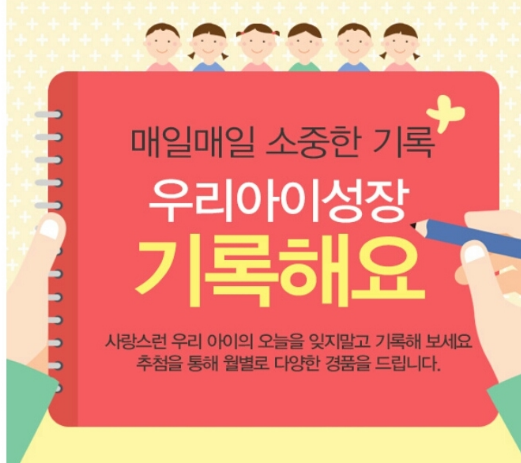 매일매일 소중한 기록
우리아이성장
기록해요
사랑스런 우리 아이의 오늘을 잊지말고 기록해 보세요
추첨을 통해 월별로 다양한 경품을 드립니다.